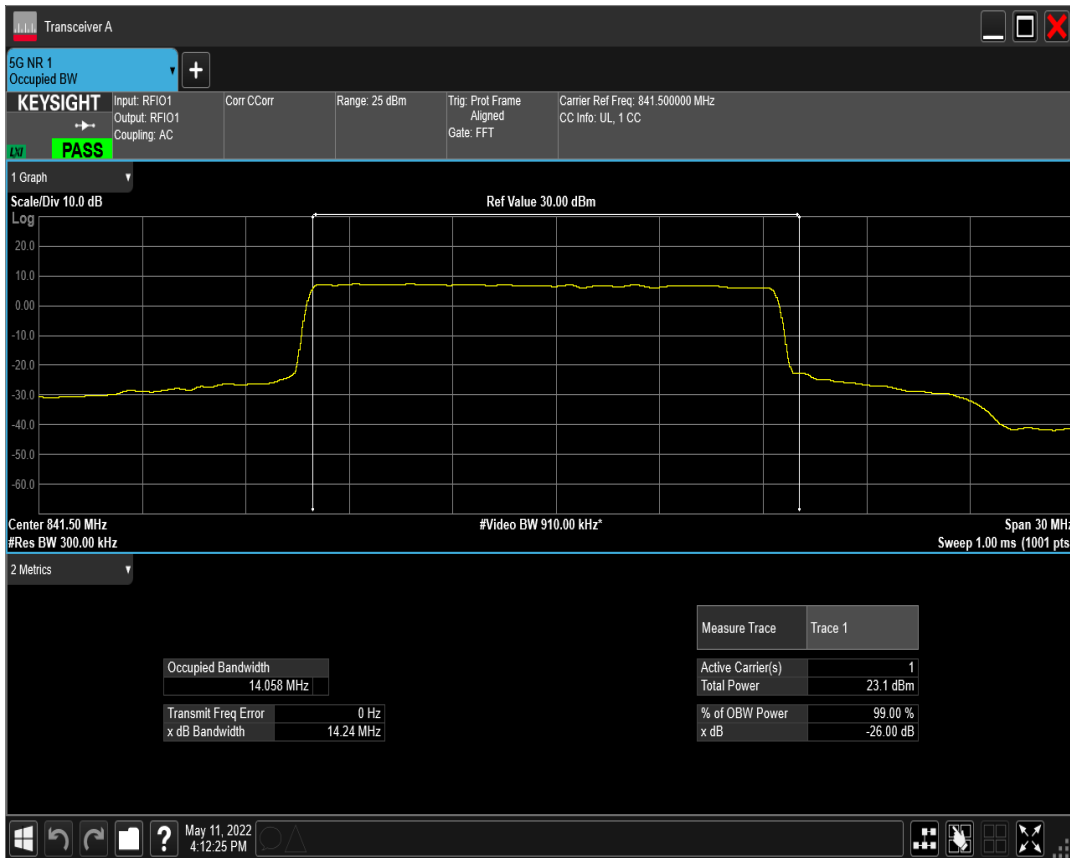 Transceiver A
5G NR 1
Occupied BW
KEYSIGHT
LXI
PASS
Input: RFIO1
Output: RFIO1
Coupling: AC
Corr CCorr
Range: 25 dBm
Trig: Prot Frame
Aligned
Gate: FFT
Carrier Ref Freq: 841.500000 MHz
CC Info: UL, 1 CC
1 Graph
Scale/Div 10.0 dB
Ref Value 30.00 dBm
Log
20.0
10.0
0.00
-10.0
-20.0
-30.0
-40.0
-50.0
-60.0
Center 841.50 MHz
#Video BW 910.00 kHz*
Span 30 MHz
#Res BW 300.00 kHz
Sweep 1.00 ms (1001 pts
2 Metrics
Measure Trace Trace 1
Occupied Bandwidth
14.058 MHz
Active Carrier(s) 1
Total Power 23.1 dBm
Transmit Freq Error 0 Hz
x dB Bandwidth 14.24 MHz
% of OBW Power 99.00 %
x dB -26.00 dB
?
May 11, 2022
4:12:25 PM